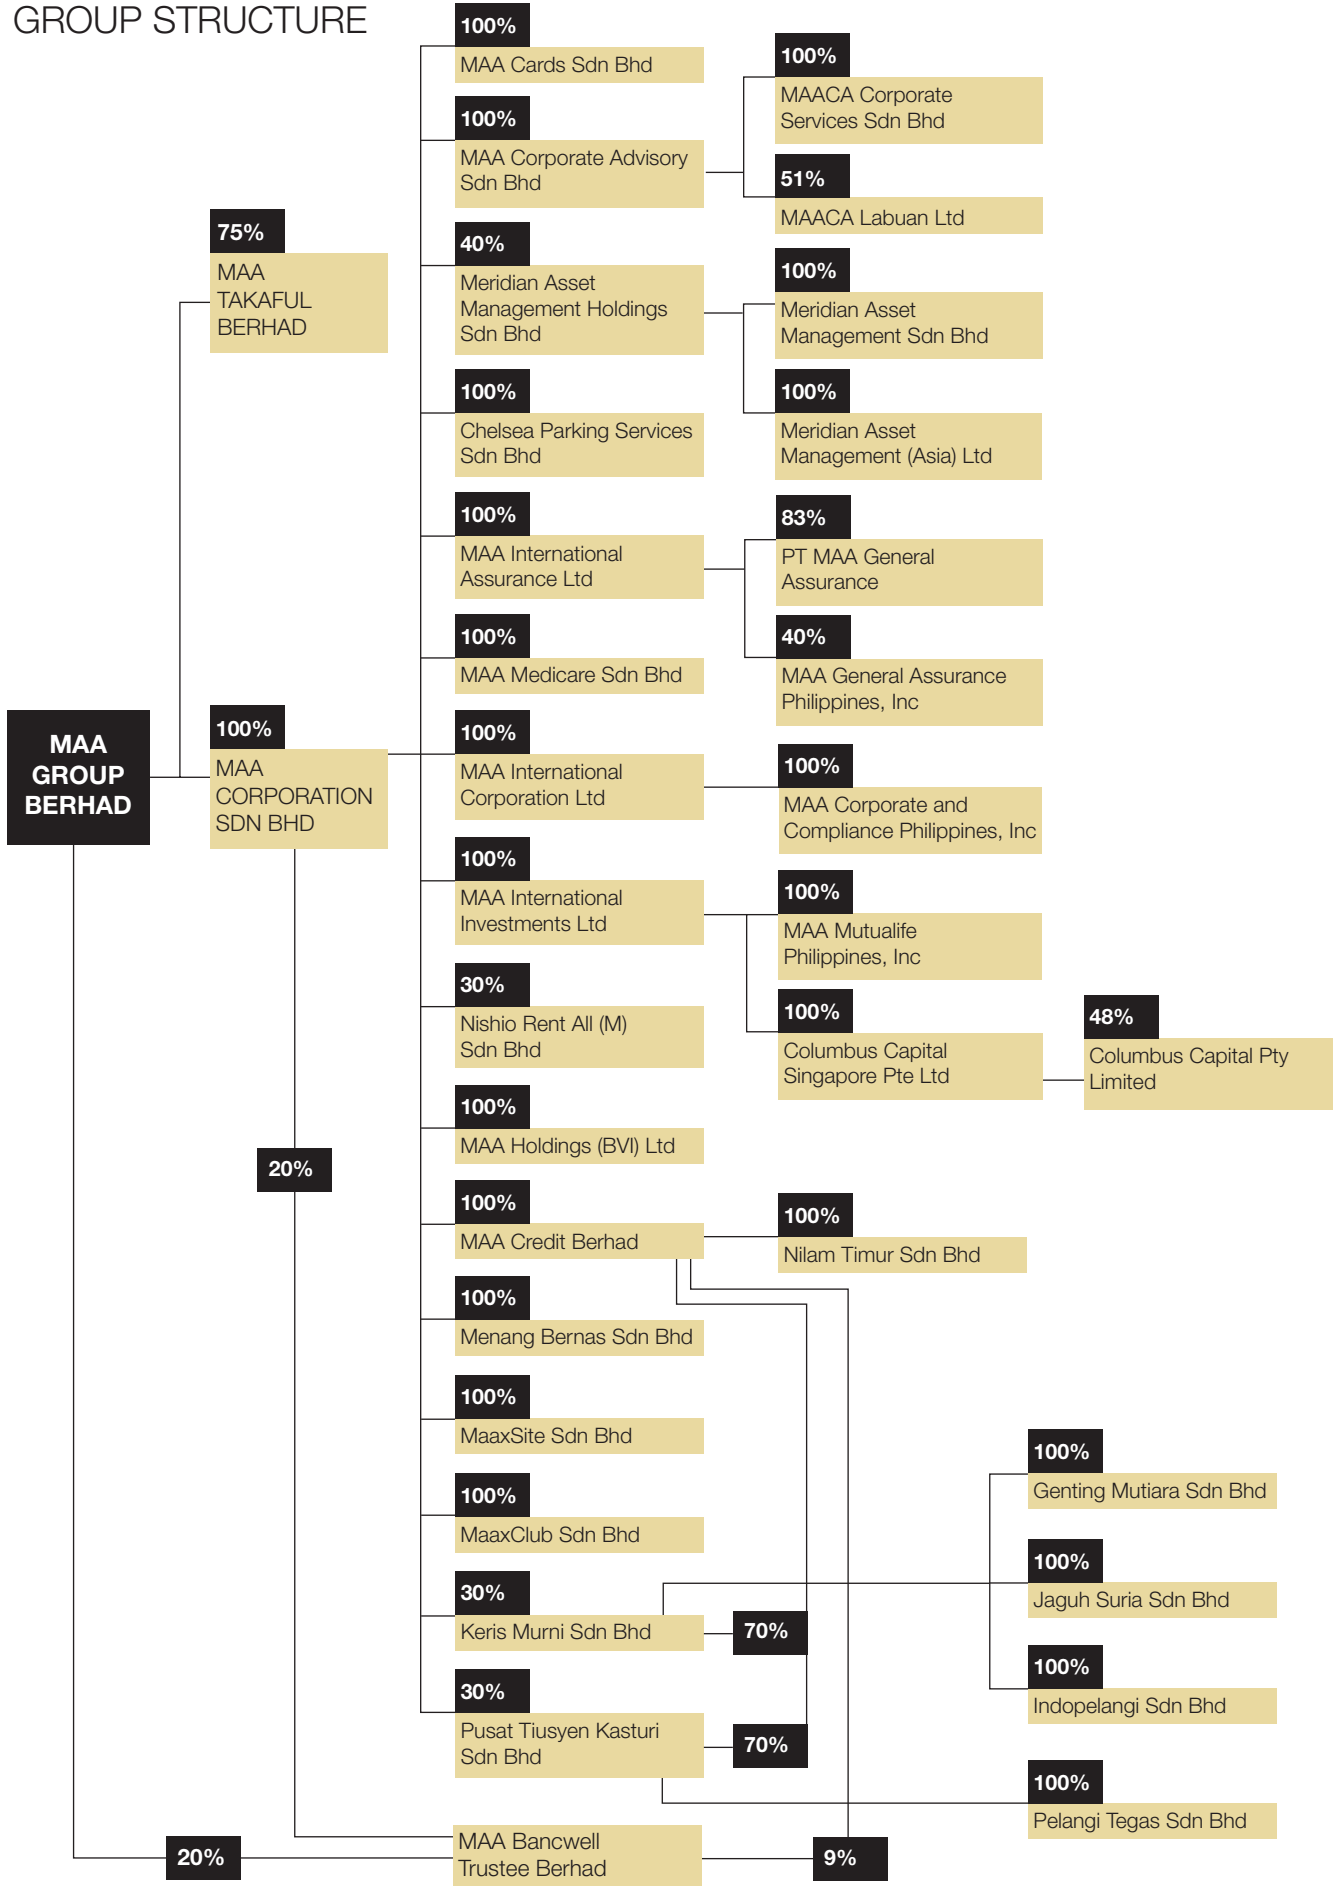 GROUP STRUCTURE
MAA
GROUP
BERHAD
75%
MAA
TAKAFUL
BERHAD
100%
MAA
CORPORATION
SDN BHD
20%
20%
100%
MAA Cards Sdn Bhd
100%
MAA Corporate Advisory
Sdn Bhd
100%
MAACA Corporate
Services Sdn Bhd
51%
MAACA Labuan Ltd
40%
Meridian Asset
Management Holdings
Sdn Bhd
100%
Meridian Asset
Management Sdn Bhd
100%
Meridian Asset
Management (Asia) Ltd
100%
Chelsea Parking Services
Sdn Bhd
100%
MAA International
Assurance Ltd
83%
PT MAA General
Assurance
40%
MAA General Assurance
Philippines, Inc
100%
MAA Medicare Sdn Bhd
100%
MAA International
Corporation Ltd
100%
MAA Corporate and
Compliance Philippines, Inc
100%
MAA International
Investments Ltd
100%
MAA Mutualife
Philippines, Inc
100%
Columbus Capital
Singapore Pte Ltd
48%
Columbus Capital Pty
Limited
30%
Nishio Rent All (M)
Sdn Bhd
100%
MAA Holdings (BVI) Ltd
100%
MAA Credit Berhad
100%
Nilam Timur Sdn Bhd
100%
Menang Bernas Sdn Bhd
100%
MaaxSite Sdn Bhd
100%
MaaxClub Sdn Bhd
30%
Keris Murni Sdn Bhd
70%
100%
Genting Mutiara Sdn Bhd
100%
Jaguh Suria Sdn Bhd
100%
Indopelangi Sdn Bhd
30%
Pusat Tiusyen Kasturi
Sdn Bhd
70%
100%
Pelangi Tegas Sdn Bhd
MAA Bancwell
Trustee Berhad
9%